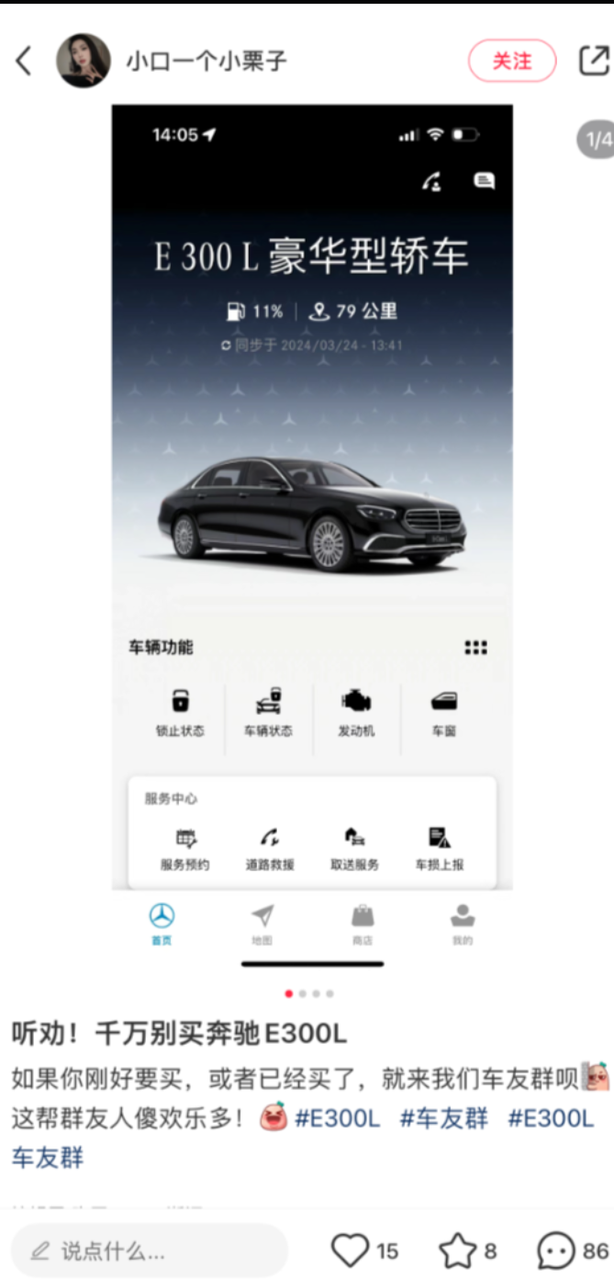 小口一个小栗子
关注
1/4
14:05
E 300 L 豪华型轿车
11% | 79 公里
同步于 2024/03/24 - 13:41
车辆功能
锁止状态 车辆状态 发动机 车窗
服务中心
服务预约 道路救援 取送服务 车损上报
首页 地图 商店 我的
听劝！千万别买奔驰E300L
如果你刚好要买，或者已经买了，就来我们车友群呗
这帮群友人傻欢乐多！ #E300L #车友群 #E300L
车友群
说点什么... 15 8 86